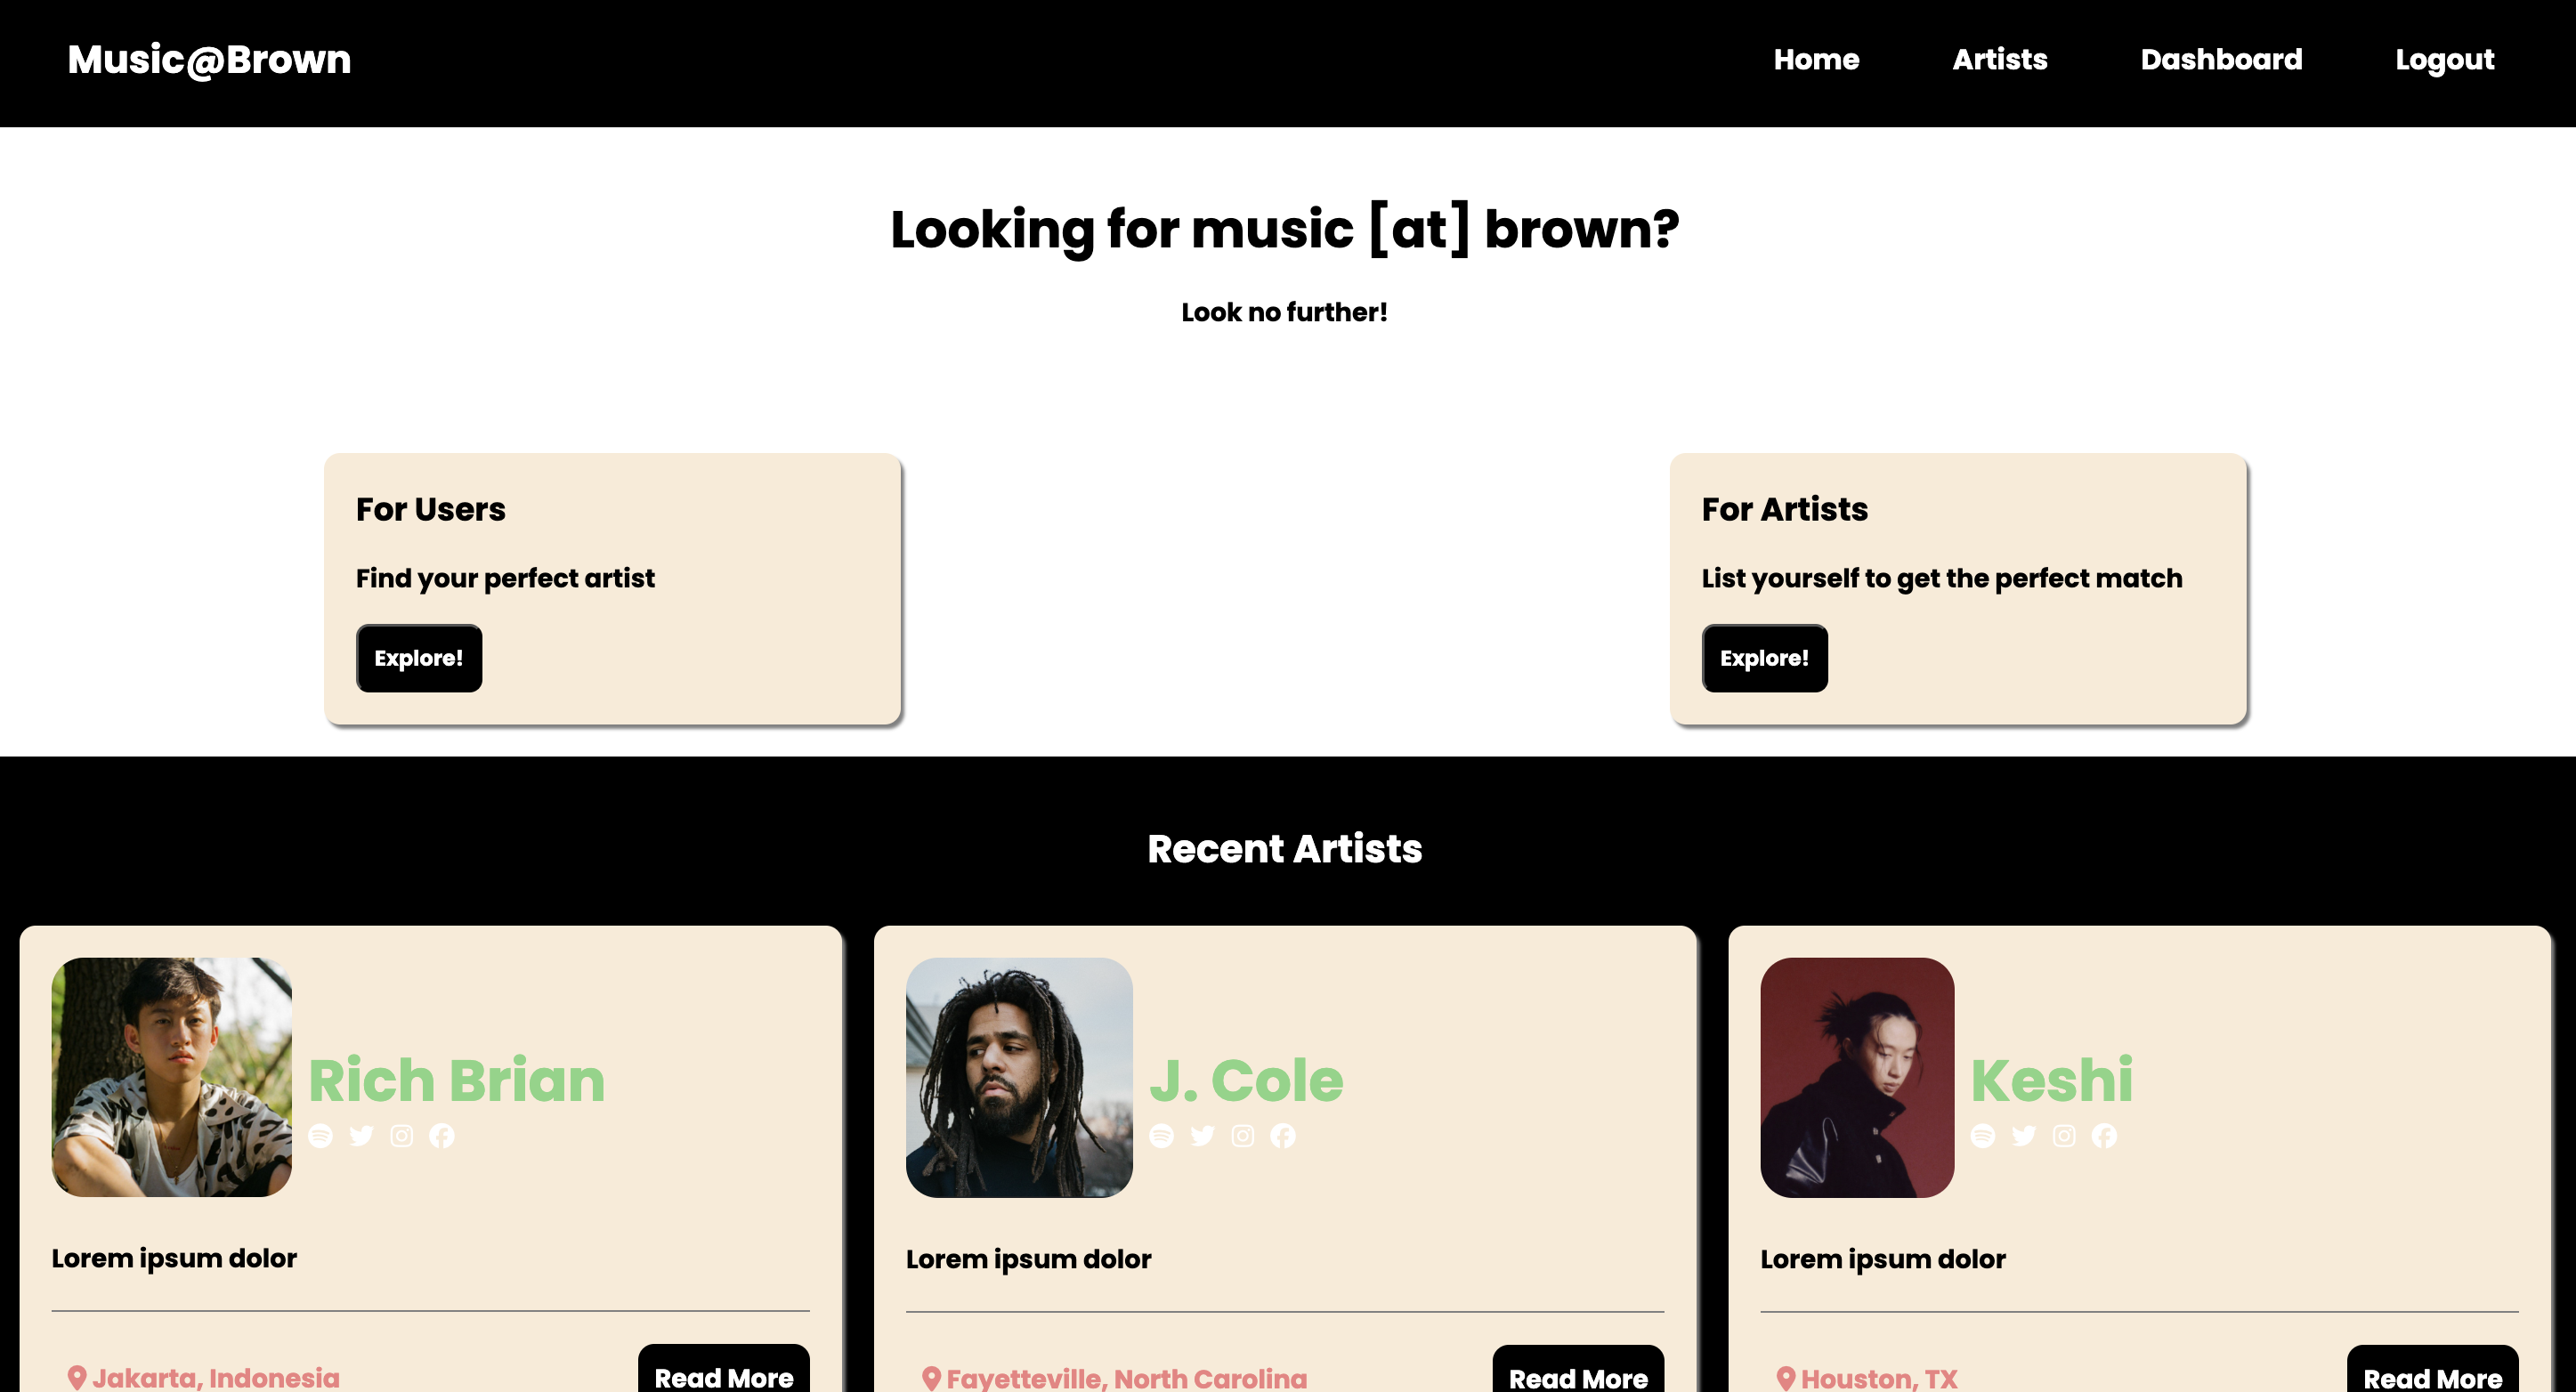 Music@Brown
Home Artists Dashboard Logout
Looking for music [at] brown?
Look no further!
For Users
Find your perfect artist
Explore!
For Artists
List yourself to get the perfect match
Explore!
Recent Artists
Rich Brian
Lorem ipsum dolor
Jakarta, Indonesia
Read More
J. Cole
Lorem ipsum dolor
Fayetteville, North Carolina
Read More
Keshi
Lorem ipsum dolor
Houston, TX
Read More